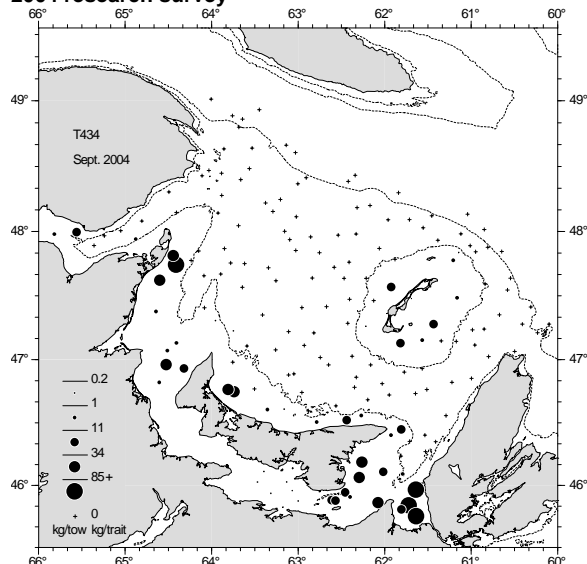 2004 research survey
66° 65° 64° 63° 62° 61° 60°
49° 49°
T434
Sept. 2004
48° 48°
47° 47°
0.2
1
11
34
85+
46° 46°
+ 0
kg/tow kg/trait
66° 65° 64° 63° 62° 61° 60°